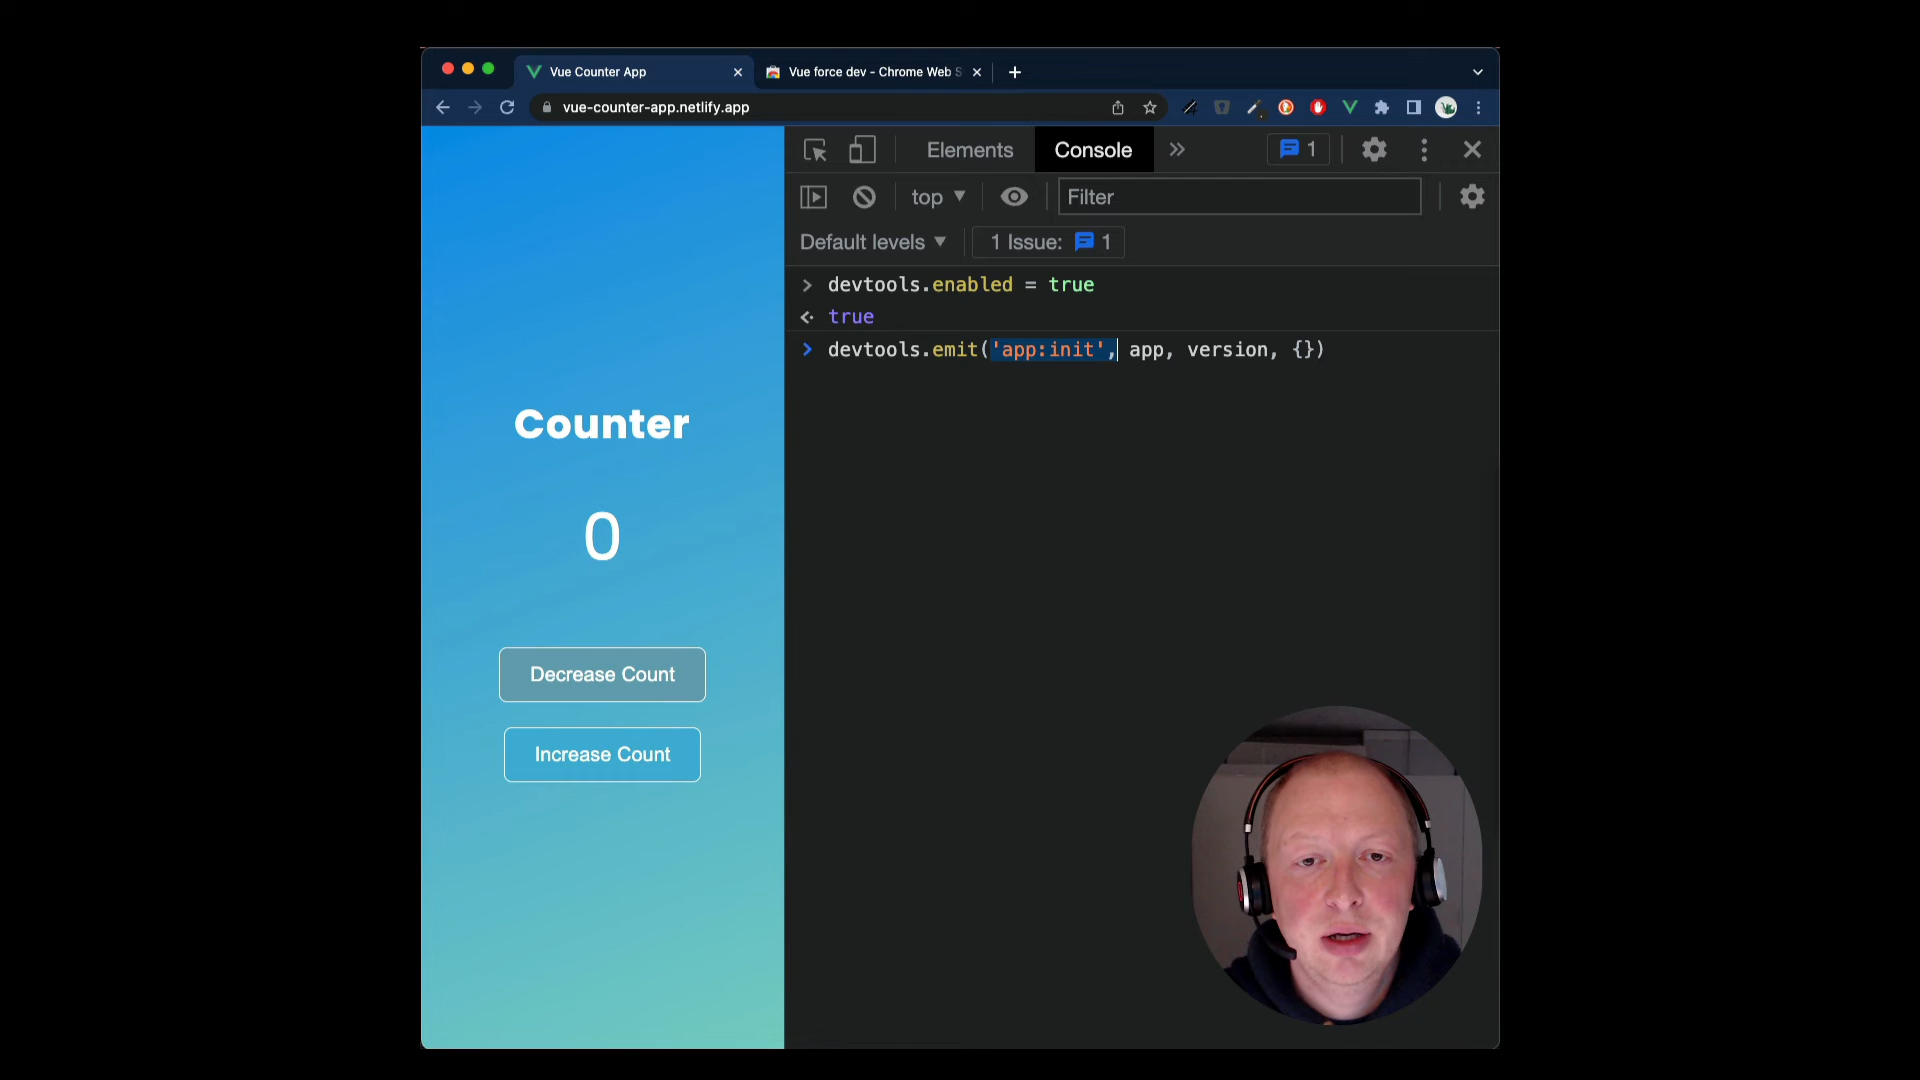 Vue Counter App
Vue force dev - Chrome Web S
vue-counter-app.netlify.app
Elements
Console
1
top
Filter
Default levels
1 Issue: 1
devtools.enabled = true
true
devtools.emit('app:init', app, version, {})
Counter
0
Decrease Count
Increase Count